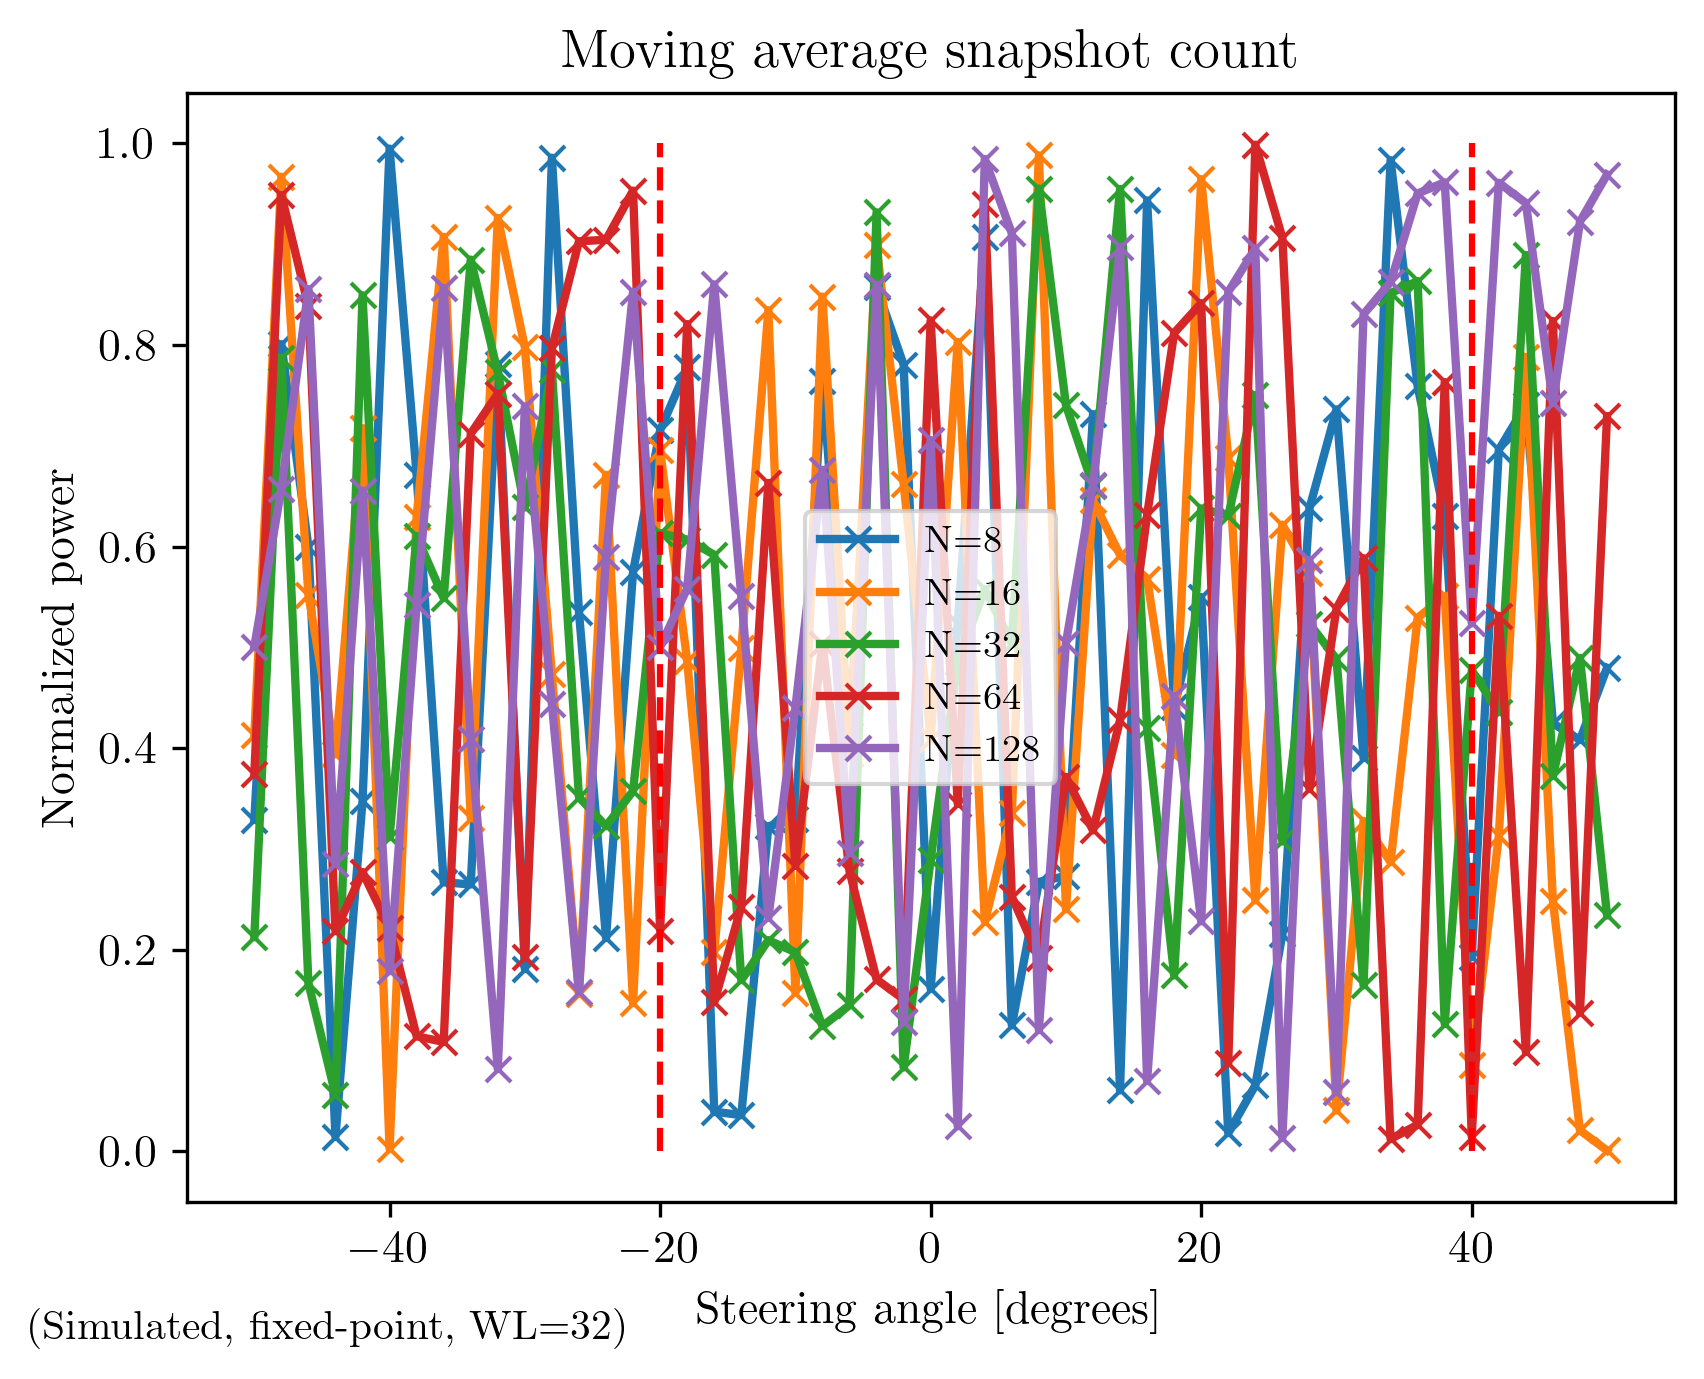 Moving average snapshot count
Normalized power
1.0
0.8
0.6
0.4
0.2
0.0
N=8
N=16
N=32
N=64
N=128
−40
−20
0
20
40
Steering angle [degrees]
(Simulated, fixed-point, WL=32)